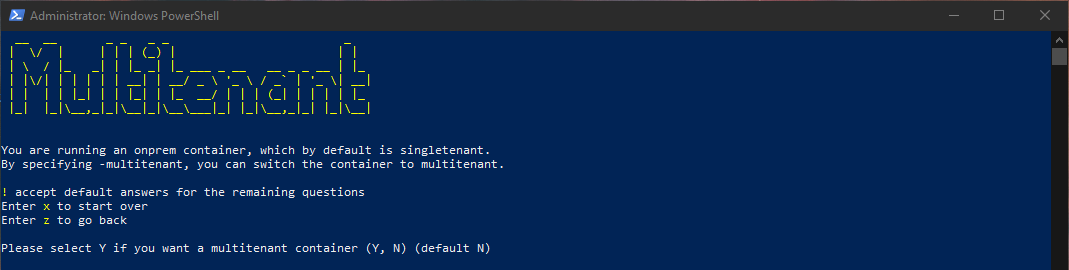 Administrator: Windows PowerShell
Multitenant
You are running an onprem container, which by default is singletenant.
By specifying -multitenant, you can switch the container to multitenant.
! accept default answers for the remaining questions
Enter x to start over
Enter z to go back
Please select Y if you want a multitenant container (Y, N) (default N)